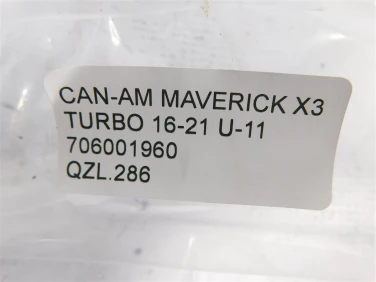 CAN-AM MAVERICK X3
TURBO 16-21 U-11
706001960
QZL.286